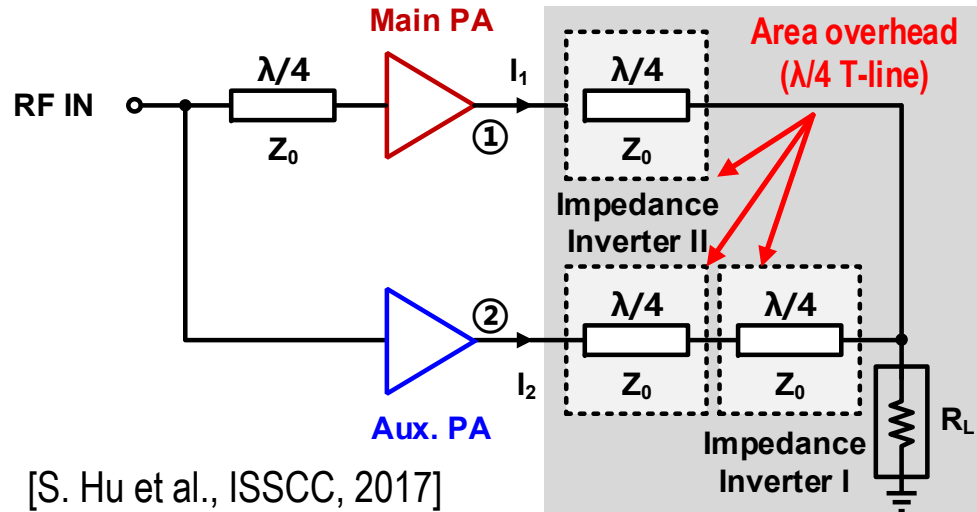 Main PA
Area overhead
(λ/4 T-line)
RF IN
λ/4
Z₀
I₁
①
λ/4
Z₀
Impedance
Inverter II
②
I₂
Aux. PA
λ/4
Z₀
λ/4
Z₀
Impedance
Inverter I
R_L
[S. Hu et al., ISSCC, 2017]